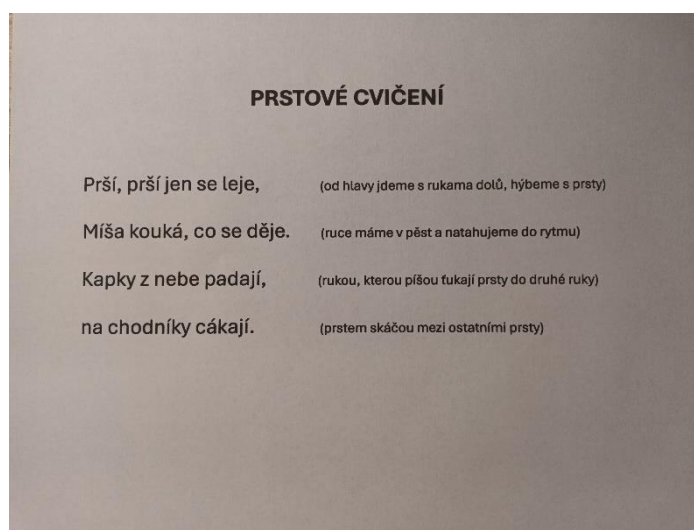 PRSTOVÉ CVIČENÍ
Prší, prší jen se leje, (od hlavy jdeme s rukama dolů, hýbeme s prsty)
Míša kouká, co se děje. (ruce máme v pěst a natahujeme do rytmu)
Kapky z nebe padají, (rukou, kterou píšou ťukají prsty do druhé ruky)
na chodníky cákají. (prstem skáčou mezi ostatními prsty)